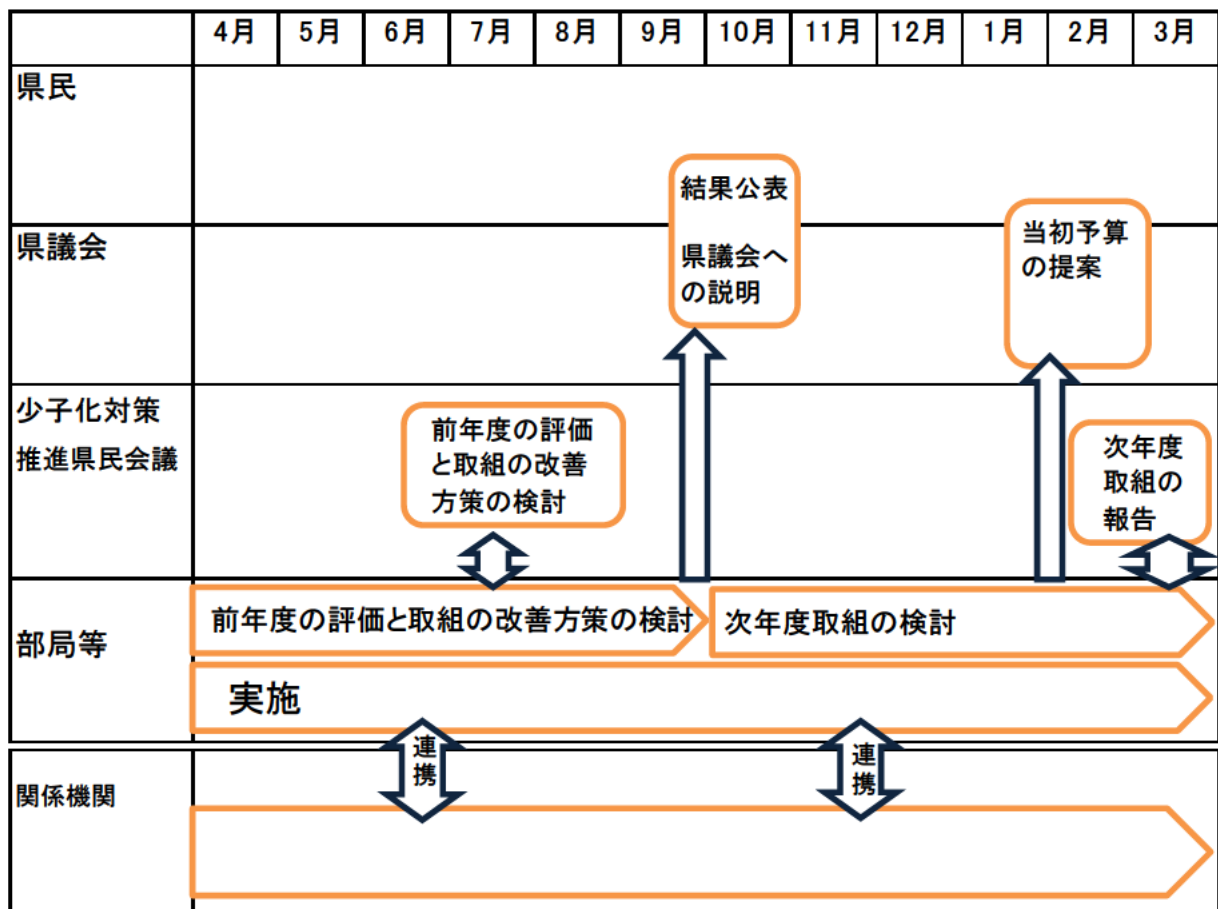 4月 5月 6月 7月 8月 9月 10月 11月 12月 1月 2月 3月
県民
結果公表
県議会へ
の説明
県議会
当初予算
の提案
少子化対策
推進県民会議
前年度の評価
と取組の改善
方策の検討
次年度
取組の
報告
部局等
前年度の評価と取組の改善方策の検討
次年度取組の検討
実施
連携
連携
関係機関